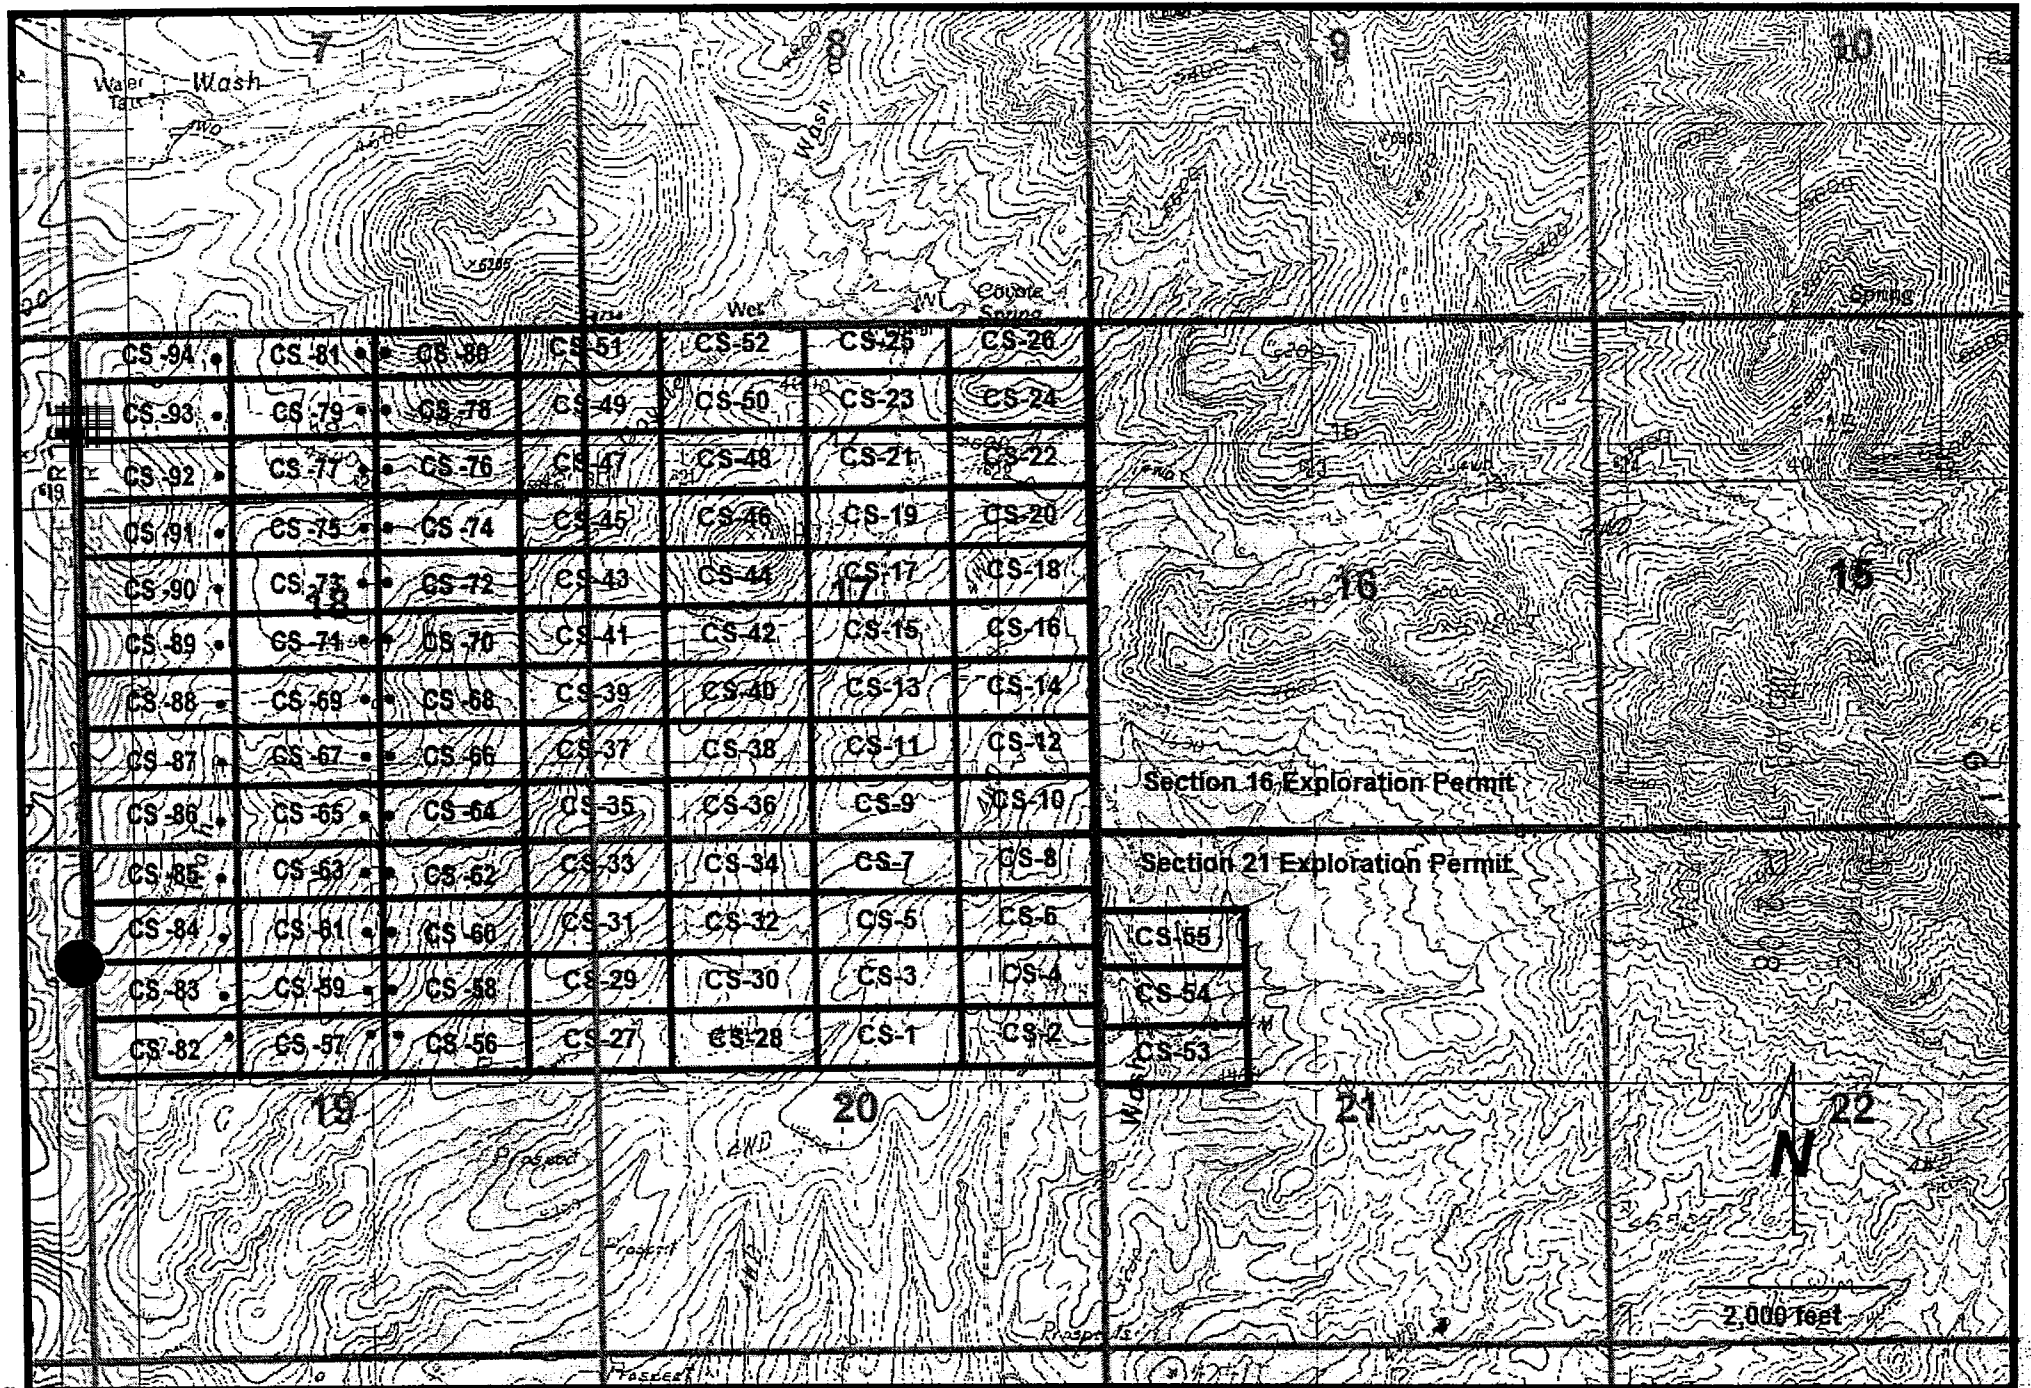 7 8 9 10
Water Wash
Wash
4WD
×6265
5400
5400
Spring
Coyote
Spring
CS-94 CS-81 CS-80 CS-51 CS-52 CS-25 CS-26
CS-93 CS-79 CS-78 CS-49 CS-50 CS-23 CS-24
CS-92 CS-77 CS-76 CS-47 CS-48 CS-21 CS-22
CS-91 CS-75 CS-74 CS-45 CS-46 CS-19 CS-20
CS-90 CS-73 CS-72 CS-43 CS-44 CS-17 CS-18
18 17 16 15
CS-89 CS-71 CS-70 CS-41 CS-42 CS-15 CS-16
CS-88 CS-69 CS-68 CS-39 CS-40 CS-13 CS-14
CS-87 CS-67 CS-66 CS-37 CS-38 CS-11 CS-12
Section 16 Exploration Permit
CS-86 CS-65 CS-64 CS-35 CS-36 CS-9 CS-10
CS-85 CS-63 CS-62 CS-33 CS-34 CS-7 CS-8
Section 21 Exploration Permit
CS-84 CS-61 CS-60 CS-31 CS-32 CS-5 CS-6
CS-55
CS-83 CS-59 CS-58 CS-29 CS-30 CS-3 CS-4
CS-54
CS-82 CS-57 CS-56 CS-27 CS-28 CS-1 CS-2
CS-53
Wash
19 20 21 22
N
4WD
Prospect
Prospect
4WD
Prospects
Prospect
2,000 feet